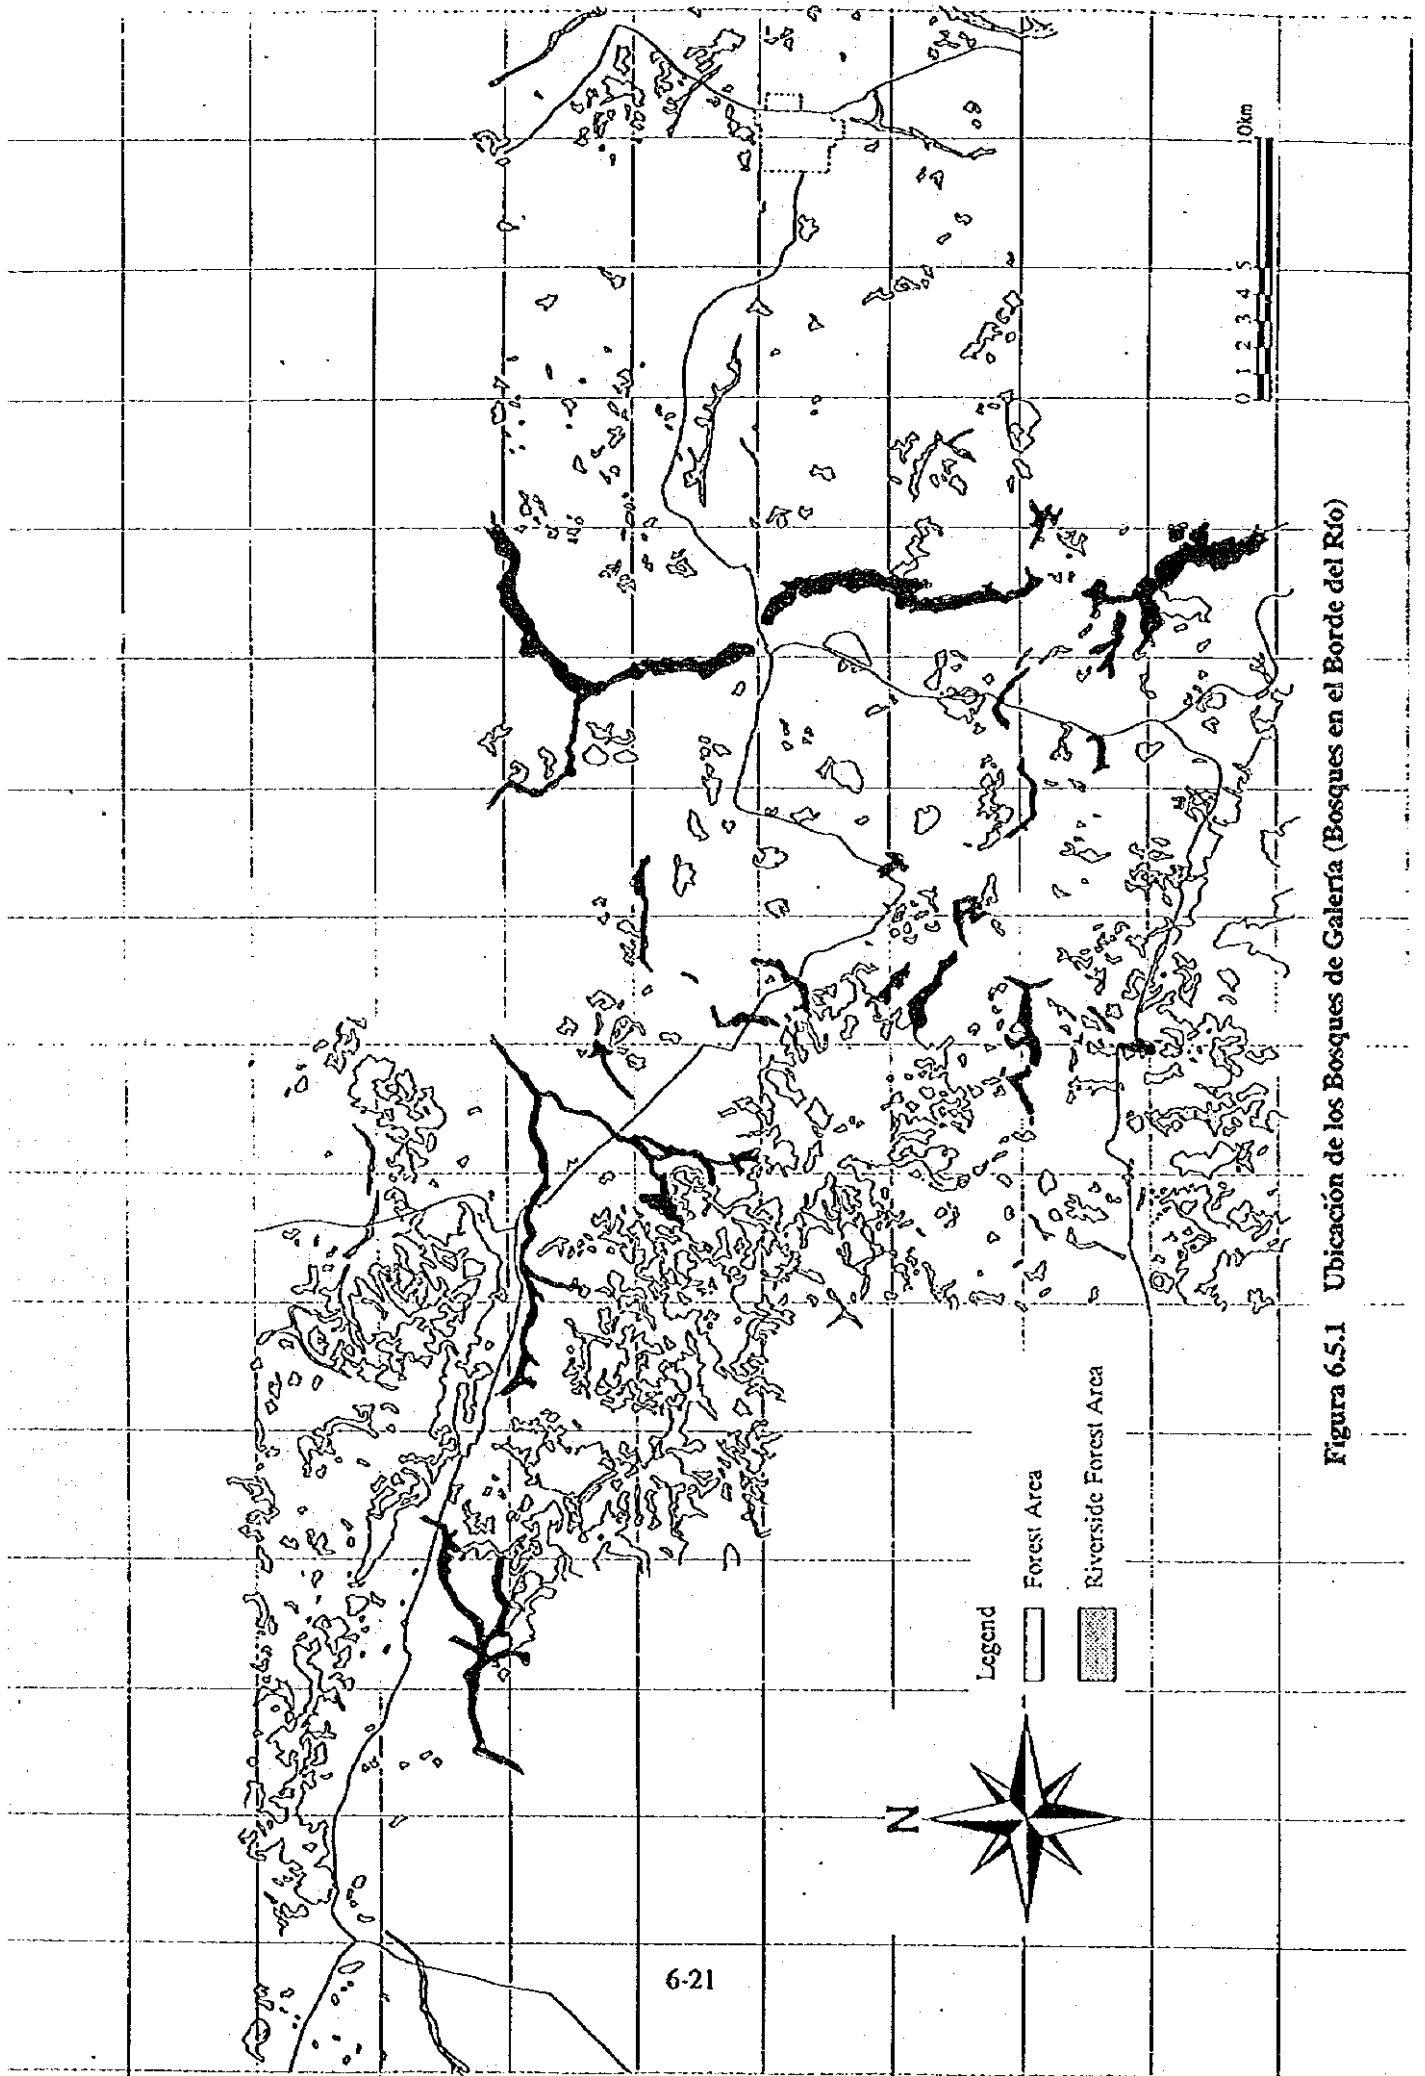 N
Legend
Forest Area
Riverside Forest Area
0 1 2 3 4 5 10km
Figura 6.5.1 Ubicación de los Bosques de Galería (Bosques en el Borde del Río)
6-21